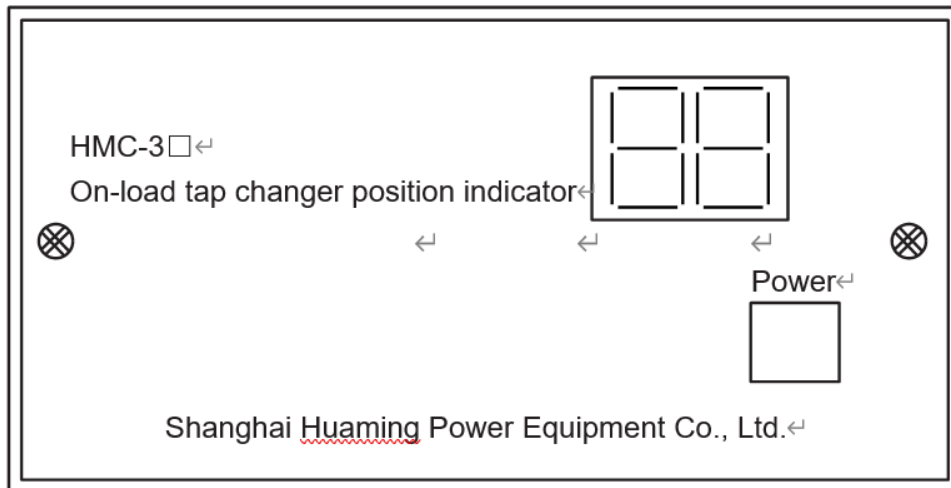 HMC-3□
On-load tap changer position indicator
Power
Shanghai Huaming Power Equipment Co., Ltd.